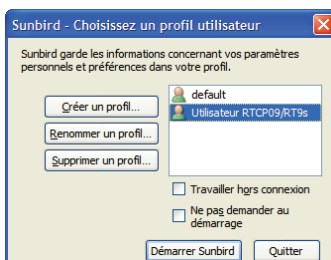 Sunbird - Choisissez un profil utilisateur
Sunbird garde les informations concernant vos paramètres
personnels et préférences dans votre profil.
Créer un profil...
Renommer un profil...
Supprimer un profil...
default
Utilisateur RTCP09/RT9s
Travailler hors connexion
Ne pas demander au
démarrage
Démarrer Sunbird
Quitter